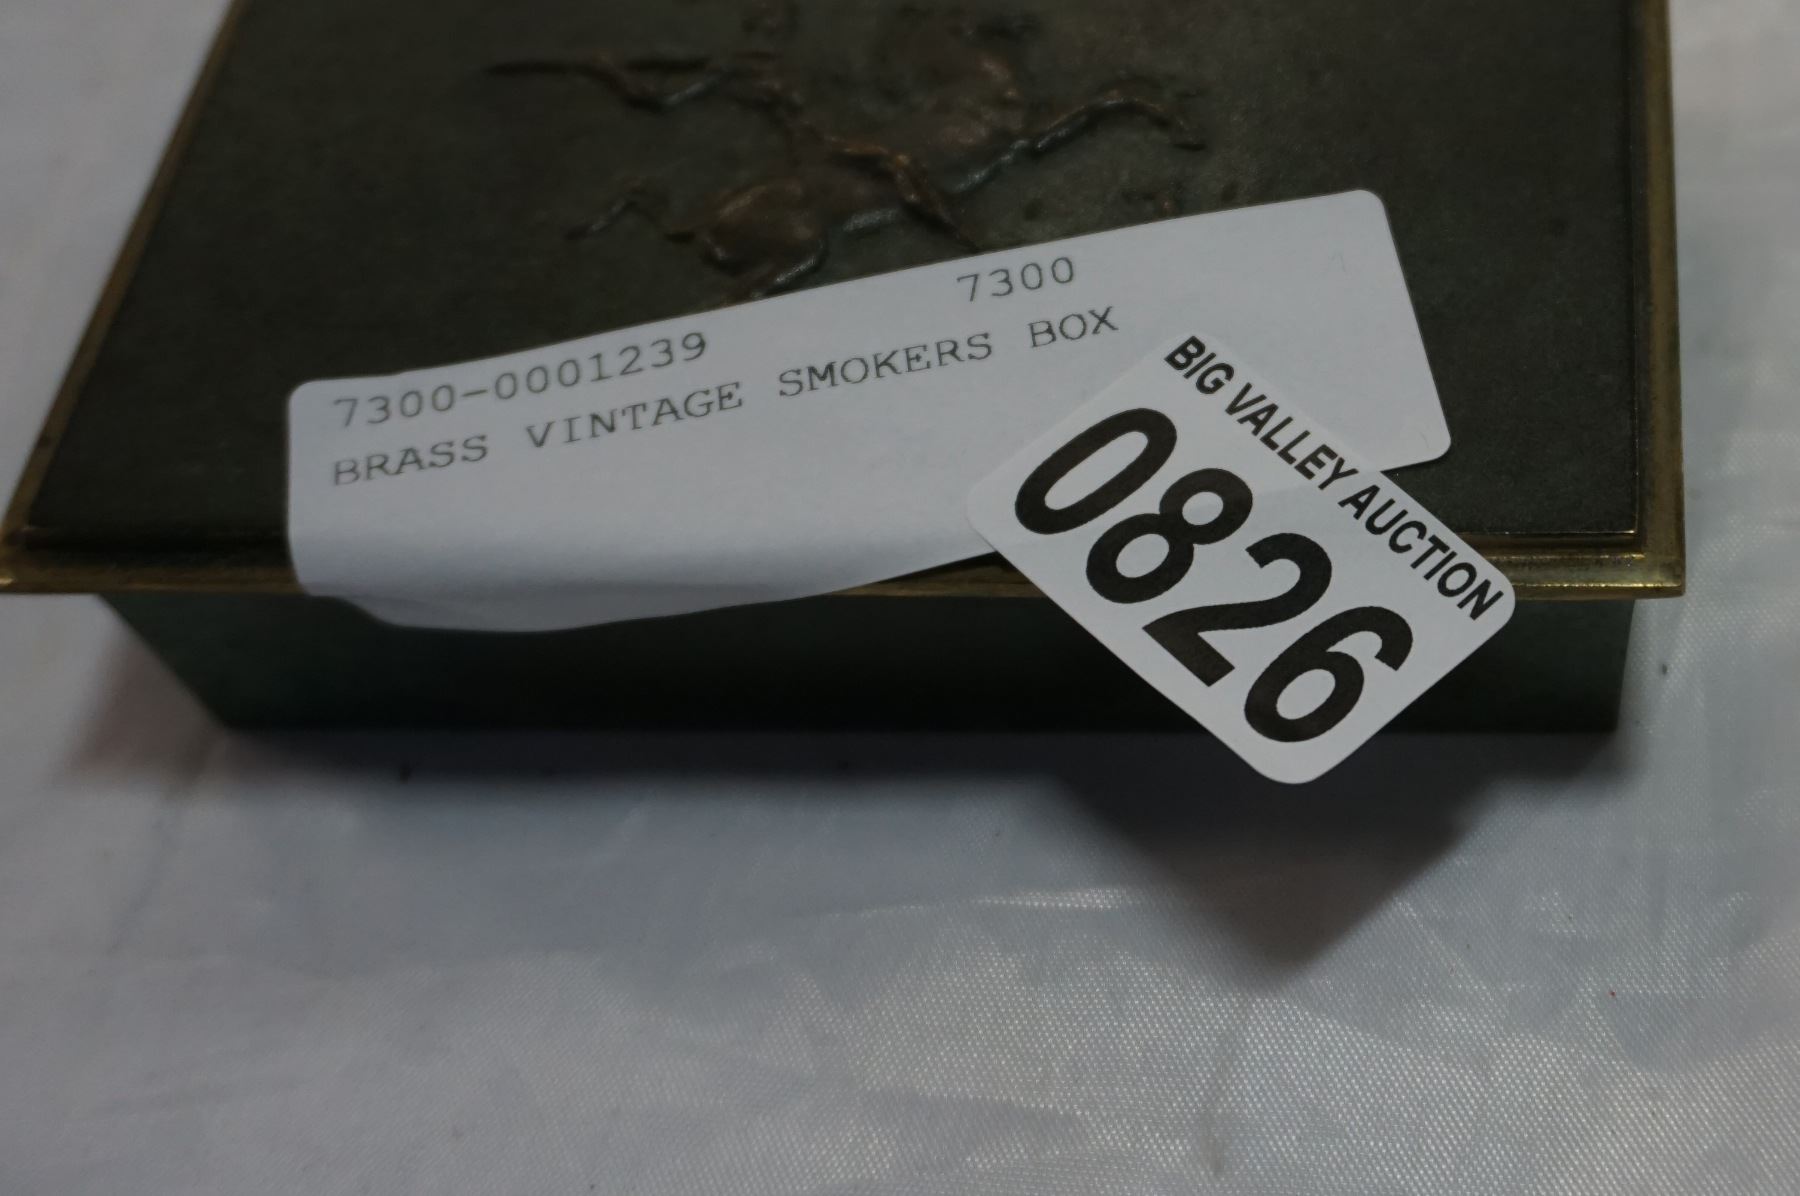 7300-0001239 7300
BRASS VINTAGE SMOKERS BOX
BIG VALLEY AUCTION
0826